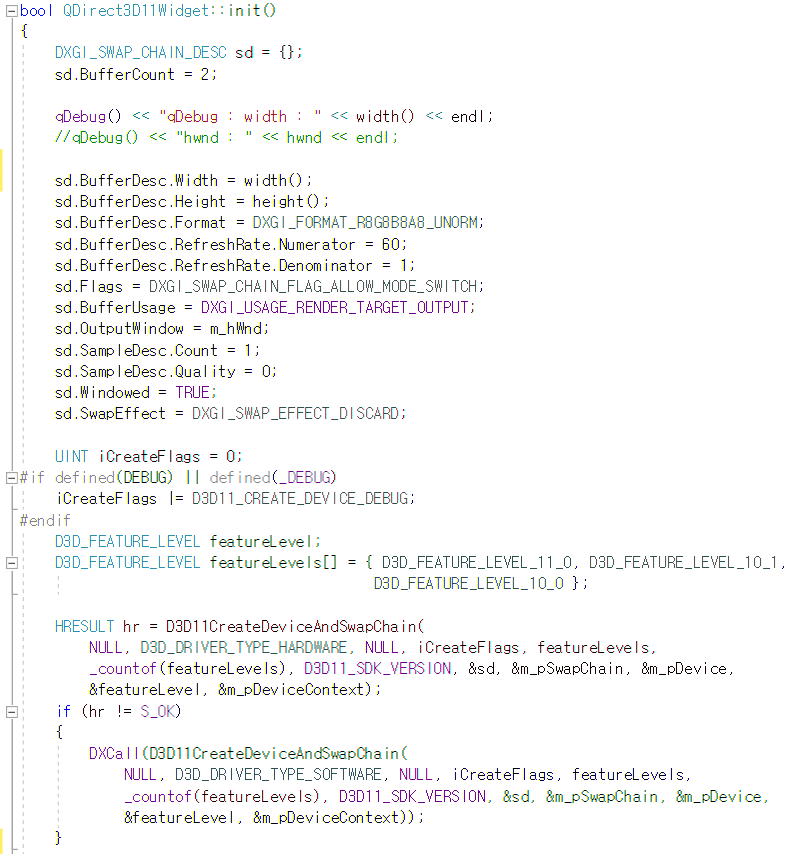 bool QDirect3D11Widget::init()
{
    DXGI_SWAP_CHAIN_DESC sd = {};
    sd.BufferCount = 2;

    qDebug() << "qDebug : width : " << width() << endl;
    //qDebug() << "hwnd : " << hwnd << endl;

    sd.BufferDesc.Width = width();
    sd.BufferDesc.Height = height();
    sd.BufferDesc.Format = DXGI_FORMAT_R8G8B8A8_UNORM;
    sd.BufferDesc.RefreshRate.Numerator = 60;
    sd.BufferDesc.RefreshRate.Denominator = 1;
    sd.Flags = DXGI_SWAP_CHAIN_FLAG_ALLOW_MODE_SWITCH;
    sd.BufferUsage = DXGI_USAGE_RENDER_TARGET_OUTPUT;
    sd.OutputWindow = m_hWnd;
    sd.SampleDesc.Count = 1;
    sd.SampleDesc.Quality = 0;
    sd.Windowed = TRUE;
    sd.SwapEffect = DXGI_SWAP_EFFECT_DISCARD;

    UINT iCreateFlags = 0;
#if defined(DEBUG) || defined(_DEBUG)
    iCreateFlags |= D3D11_CREATE_DEVICE_DEBUG;
#endif
    D3D_FEATURE_LEVEL featureLevel;
    D3D_FEATURE_LEVEL featureLevels[] = { D3D_FEATURE_LEVEL_11_0, D3D_FEATURE_LEVEL_10_1,
                                          D3D_FEATURE_LEVEL_10_0 };

    HRESULT hr = D3D11CreateDeviceAndSwapChain(
        NULL, D3D_DRIVER_TYPE_HARDWARE, NULL, iCreateFlags, featureLevels,
        _countof(featureLevels), D3D11_SDK_VERSION, &sd, &m_pSwapChain, &m_pDevice,
        &featureLevel, &m_pDeviceContext);
    if (hr != S_OK)
    {
        DXCall(D3D11CreateDeviceAndSwapChain(
            NULL, D3D_DRIVER_TYPE_SOFTWARE, NULL, iCreateFlags, featureLevels,
            _countof(featureLevels), D3D11_SDK_VERSION, &sd, &m_pSwapChain, &m_pDevice,
            &featureLevel, &m_pDeviceContext));
    }